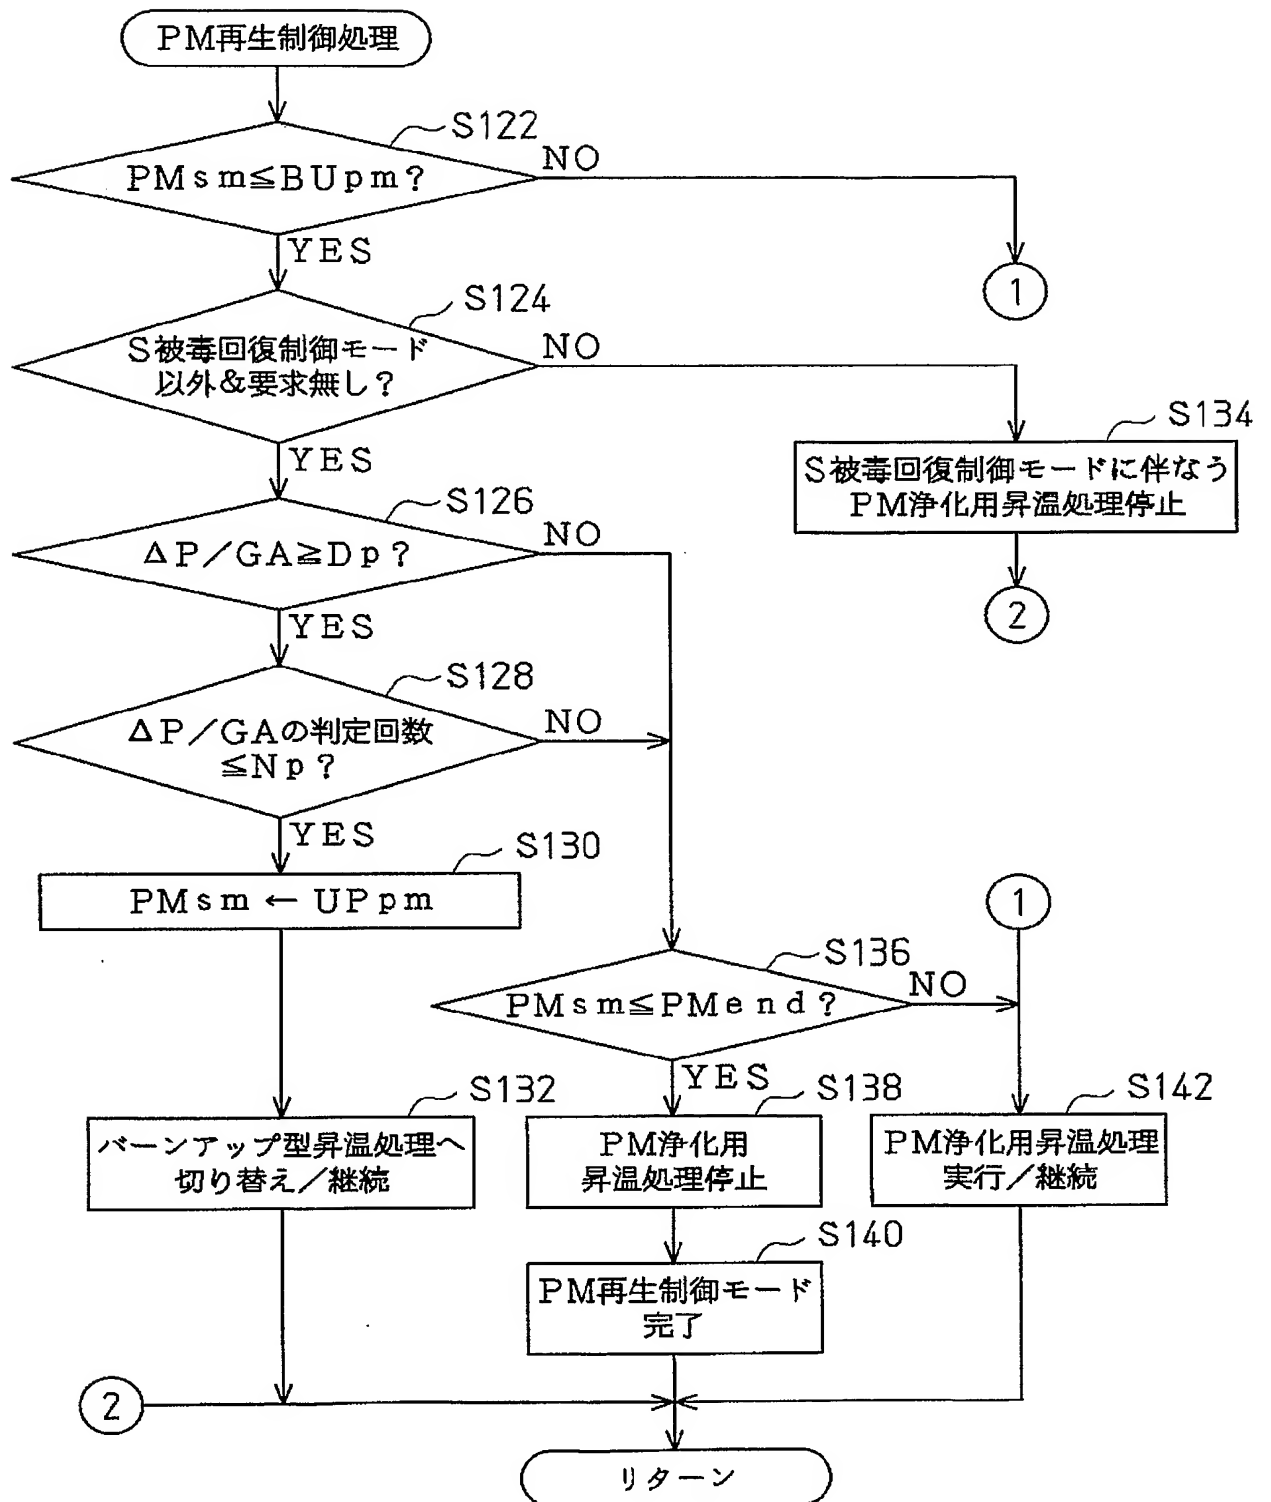 PM再生制御処理
S122
PMsm≦BUpm?
NO
YES
1
S124
S被毒回復制御モード
以外&要求無し?
NO
YES
S134
S被毒回復制御モードに伴なう
PM浄化用昇温処理停止
2
S126
ΔP/GA≧Dp?
NO
YES
S128
ΔP/GAの判定回数
≦Np?
NO
YES
S130
PMsm ← UPpm
1
S136
PMsm≦PMend?
NO
YES
S132
バーンアップ型昇温処理へ
切り替え/継続
S138
PM浄化用
昇温処理停止
S142
PM浄化用昇温処理
実行/継続
S140
PM再生制御モード
完了
2
リターン